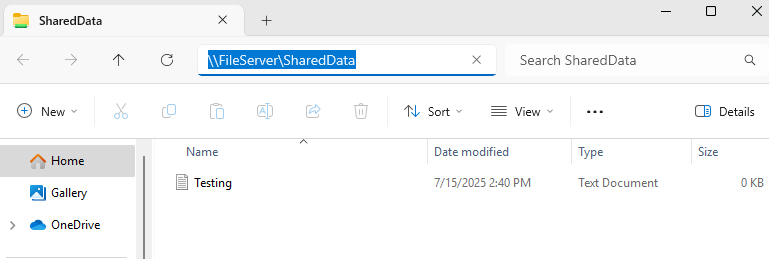 SharedData
\\FileServer\SharedData
Search SharedData
New
Sort
View
Details
Home
Gallery
OneDrive
Name Date modified Type Size
Testing 7/15/2025 2:40 PM Text Document 0 KB